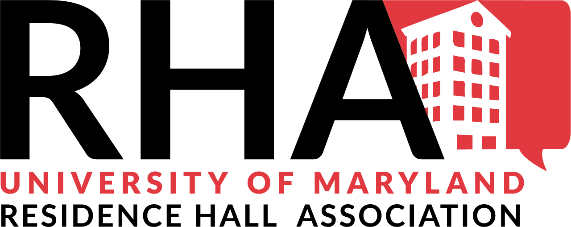 RHA
UNIVERSITY OF MARYLAND
RESIDENCE HALL ASSOCIATION